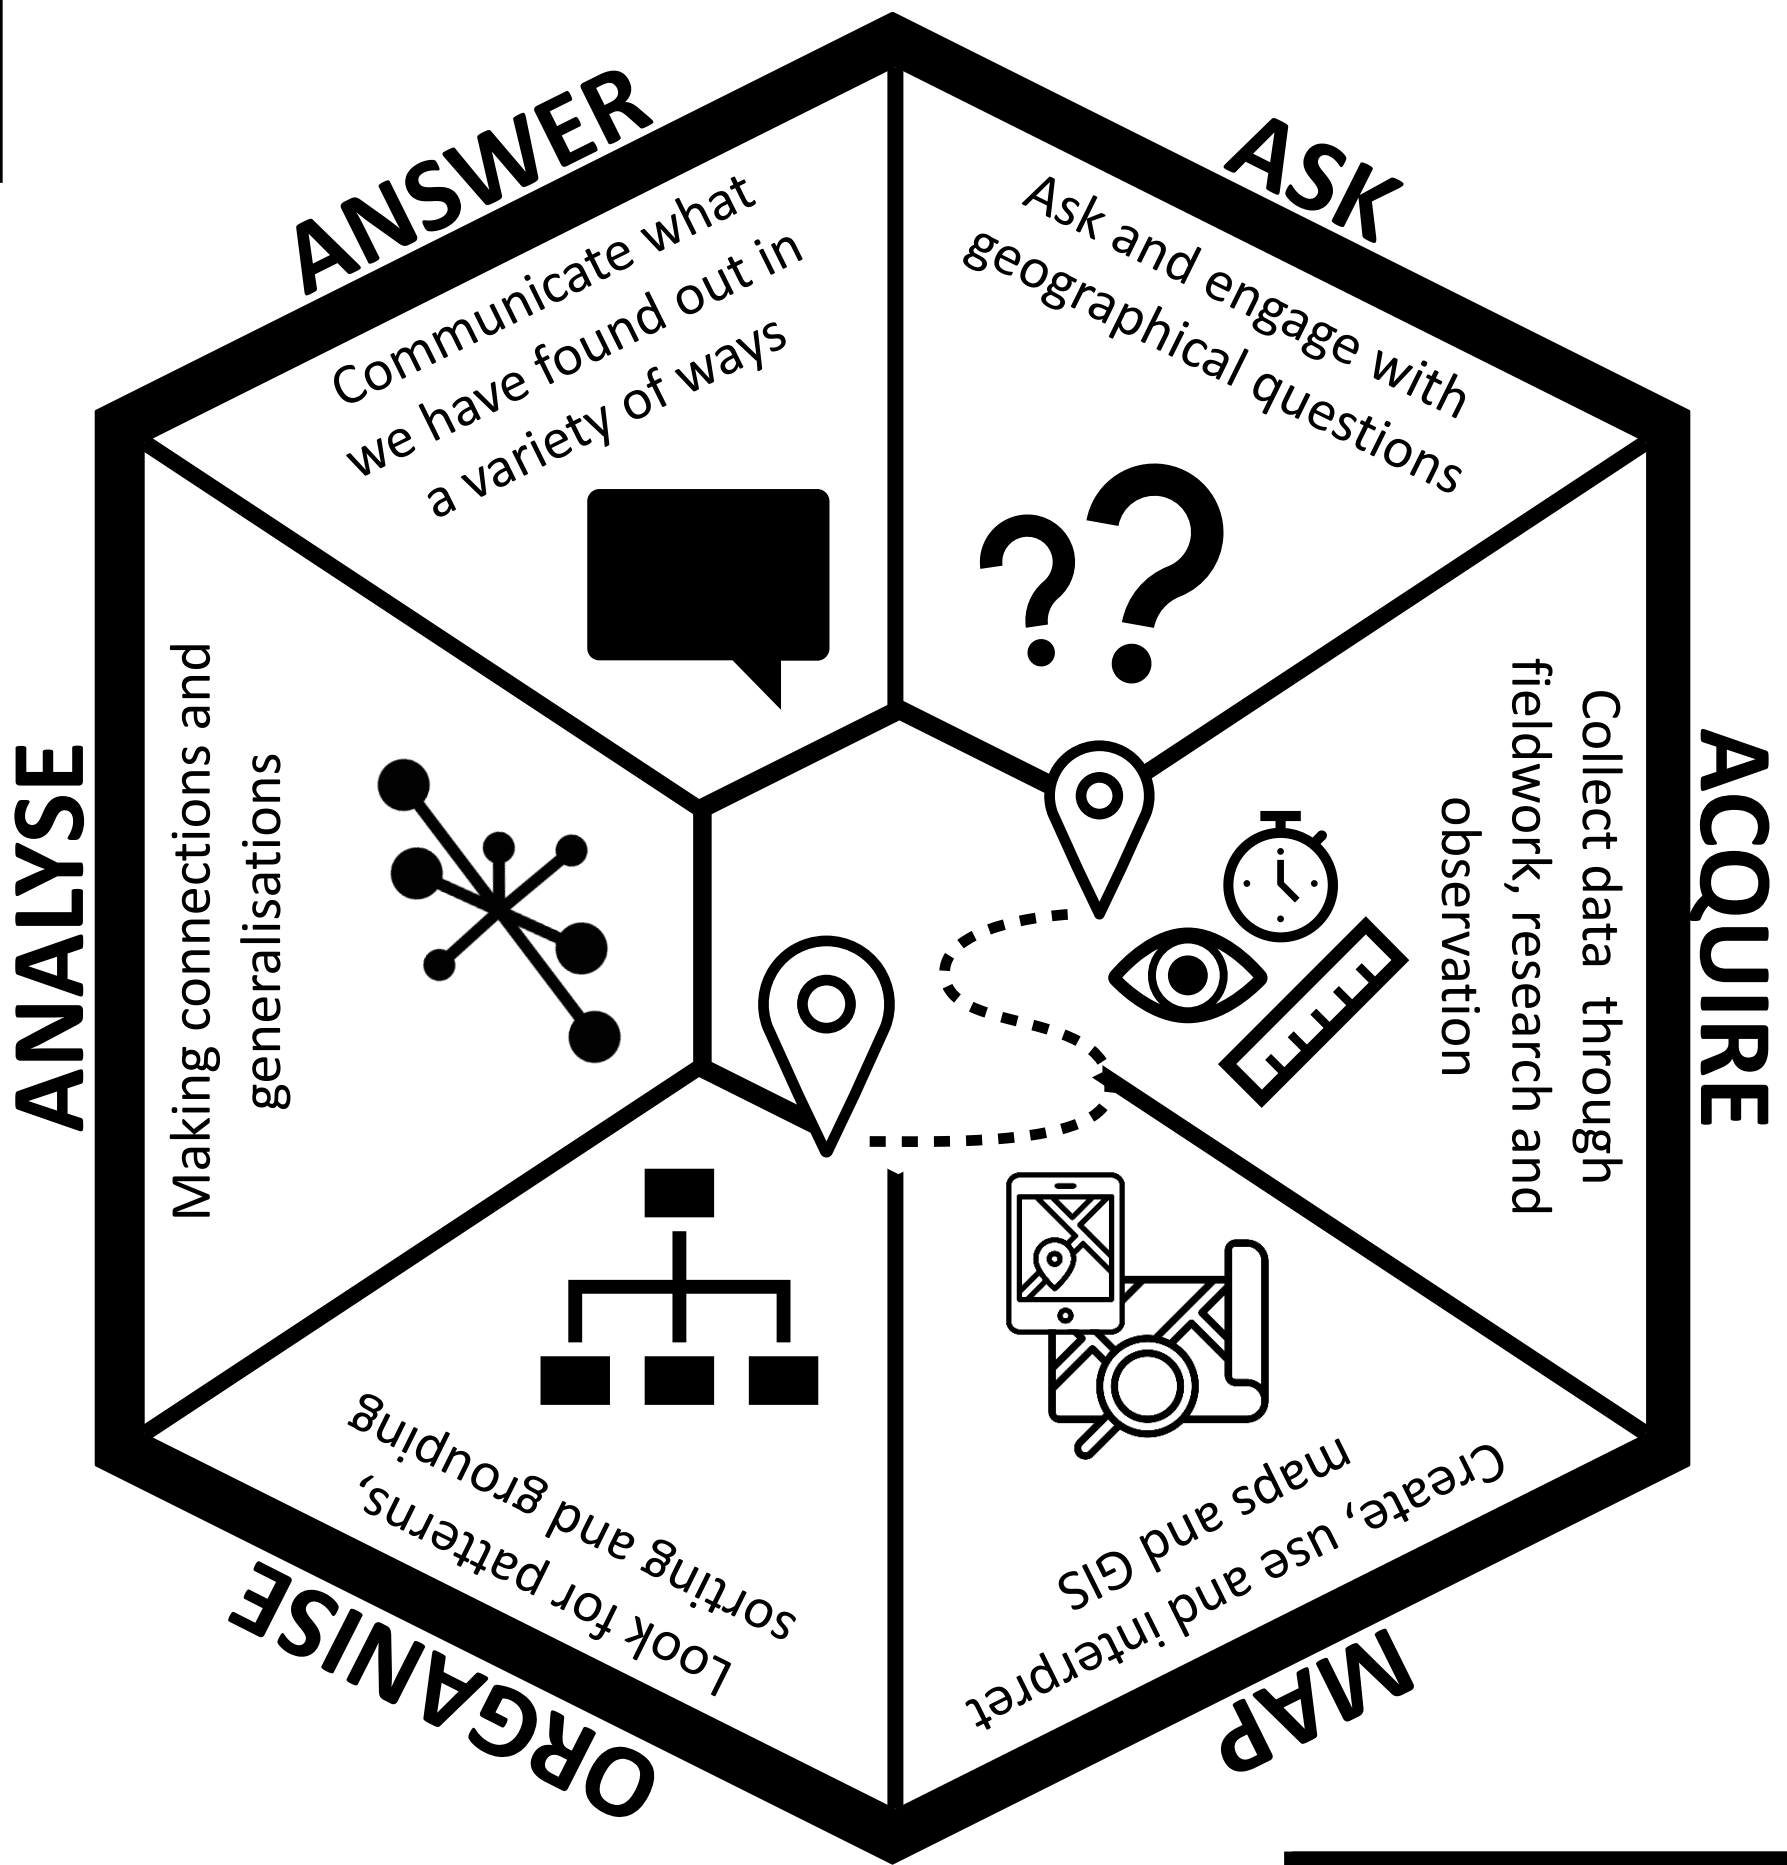 ASK
Ask and engage with
geographical questions
ACQUIRE
Collect data through
fieldwork, research and
observation
MAP
Create, use and interpret
maps and GIS
ORGANISE
Look for patterns,
sorting and grouping
ANALYSE
Making connections and
generalisations
ANSWER
Communicate what
we have found out in
a variety of ways